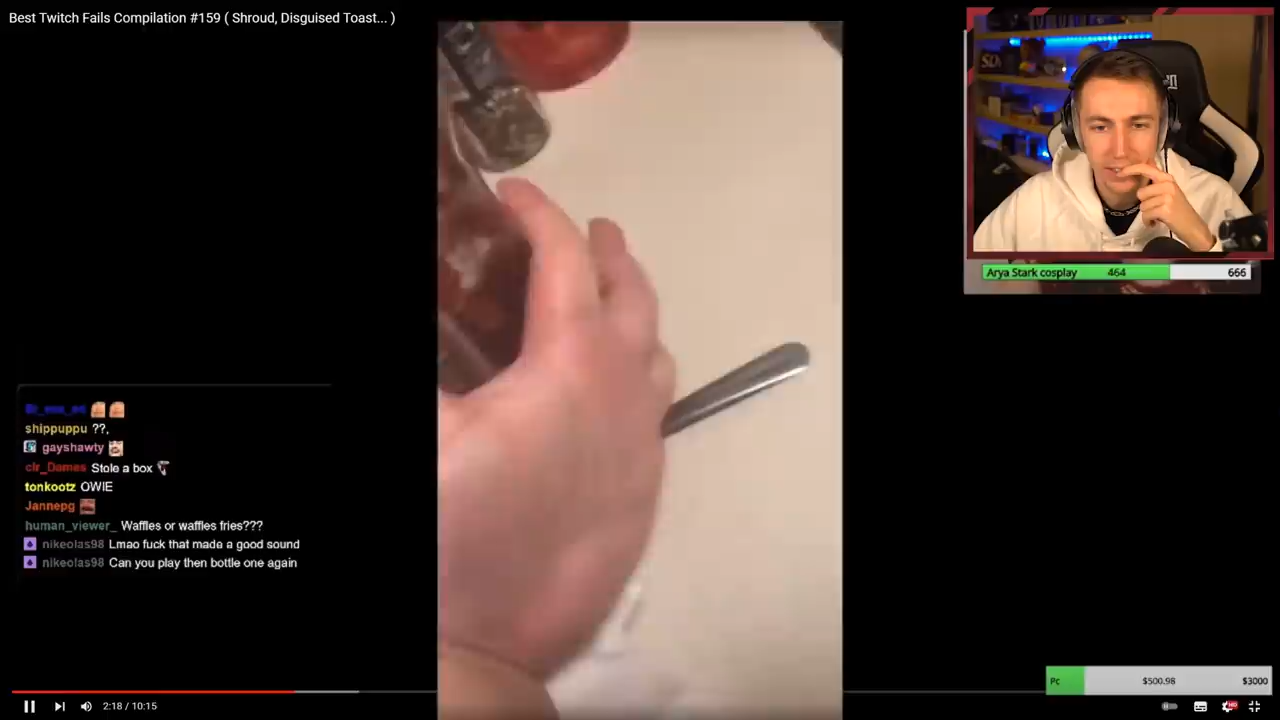 Best Twitch Fails Compilation #159 ( Shroud, Disguised Toast... )
Arya Stark cosplay 464 666
shippuppu ??,
gayshawty
clr_Dames Stole a box
tonkootz OWIE
Jannepg
human_viewer_ Waffles or waffles fries???
nikeolas98 Lmao fuck that made a good sound
nikeolas98 Can you play then bottle one again
Pc $500.98 $3000
2:18 / 10:15
HD